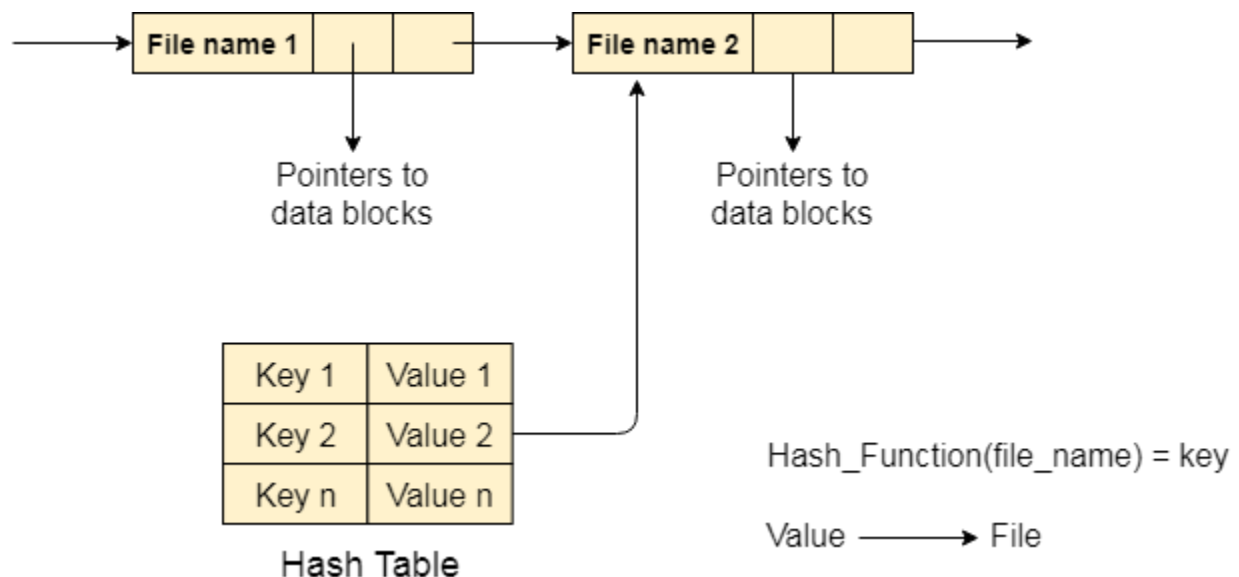 File name 1
File name 2
Pointers to
data blocks
Pointers to
data blocks
Key 1 Value 1
Key 2 Value 2
Key n Value n
Hash Table
Hash_Function(file_name) = key
Value File